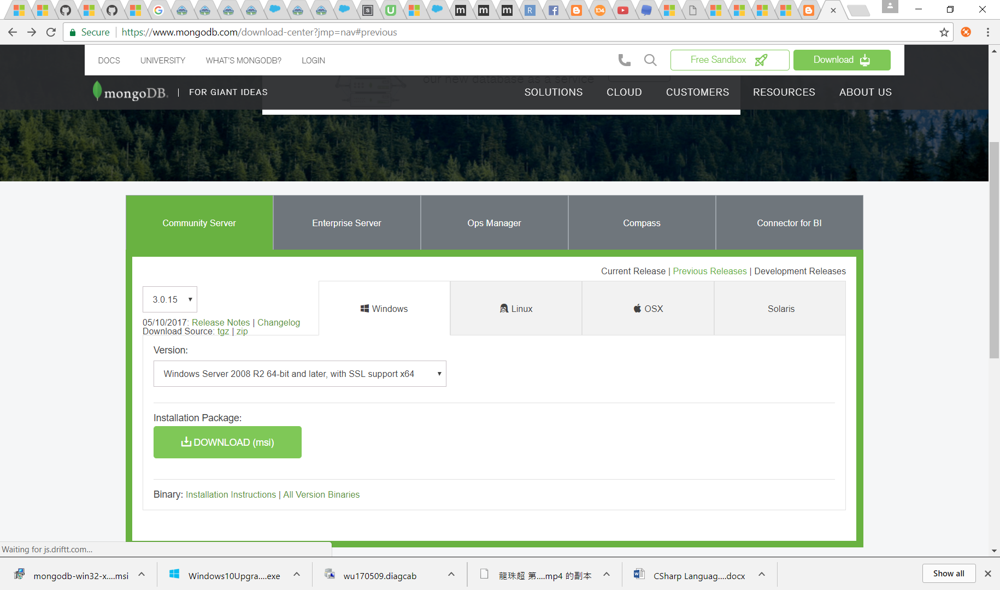 Secure
https://www.mongodb.com/download-center?jmp=nav#previous
DOCS
UNIVERSITY
WHAT'S MONGODB?
LOGIN
Free Sandbox
Download
our new database as a service
mongoDB.
FOR GIANT IDEAS
SOLUTIONS
CLOUD
CUSTOMERS
RESOURCES
ABOUT US
Community Server
Enterprise Server
Ops Manager
Compass
Connector for BI
Current Release | Previous Releases | Development Releases
3.0.15
Windows
Linux
OSX
Solaris
05/10/2017: Release Notes | Changelog
Download Source: tgz | zip
Version:
Windows Server 2008 R2 64-bit and later, with SSL support x64
Installation Package:
DOWNLOAD (msi)
Binary: Installation Instructions | All Version Binaries
Waiting for js.driftt.com...
mongodb-win32-x....msi
Windows10Upgra....exe
wu170509.diagcab
龍珠超 第....mp4 的副本
CSharp Languag....docx
Show all